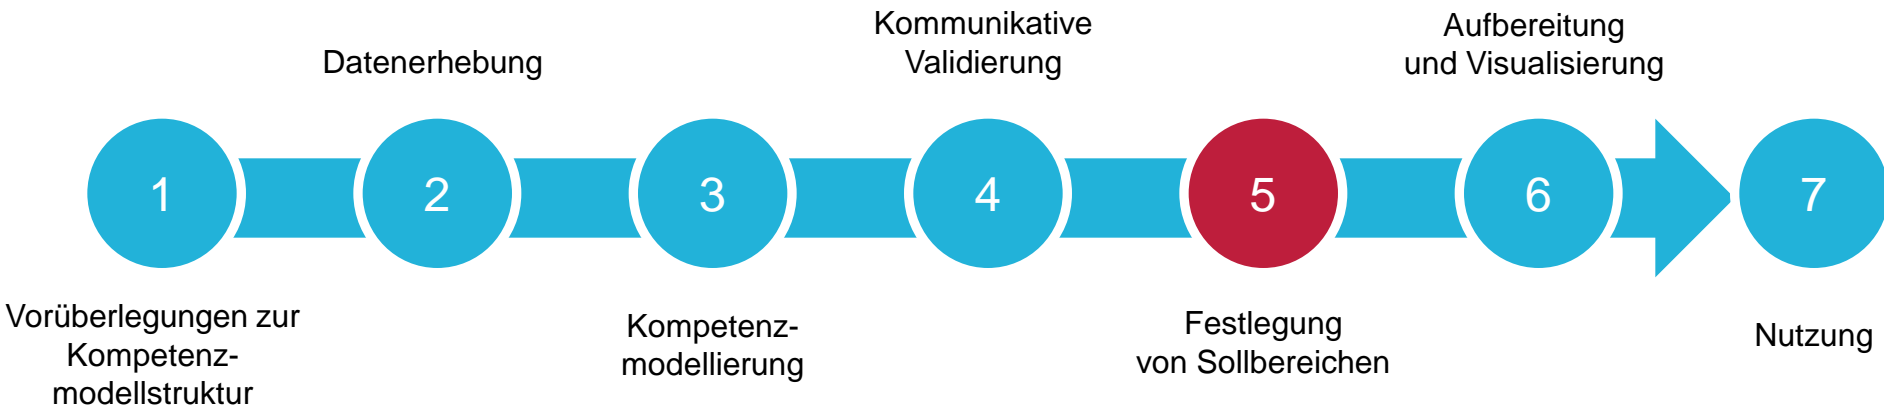 1
Vorüberlegungen zur
Kompetenz-
modellstruktur
2
Datenerhebung
3
Kompetenz-
modellierung
4
Kommunikative
Validierung
5
Festlegung
von Sollbereichen
6
Aufbereitung
und Visualisierung
7
Nutzung